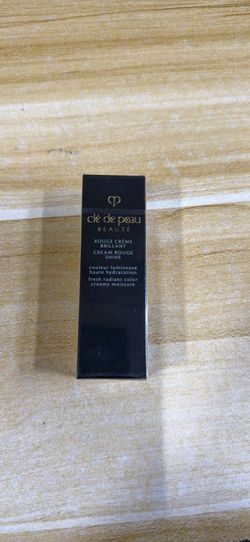 clé de peau
BEAUTÉ
ROUGE CRÈME
BRILLANT
CREAM ROUGE
SHINE
couleur lumineuse
haute hydratation
fresh radiant color
creamy moisture